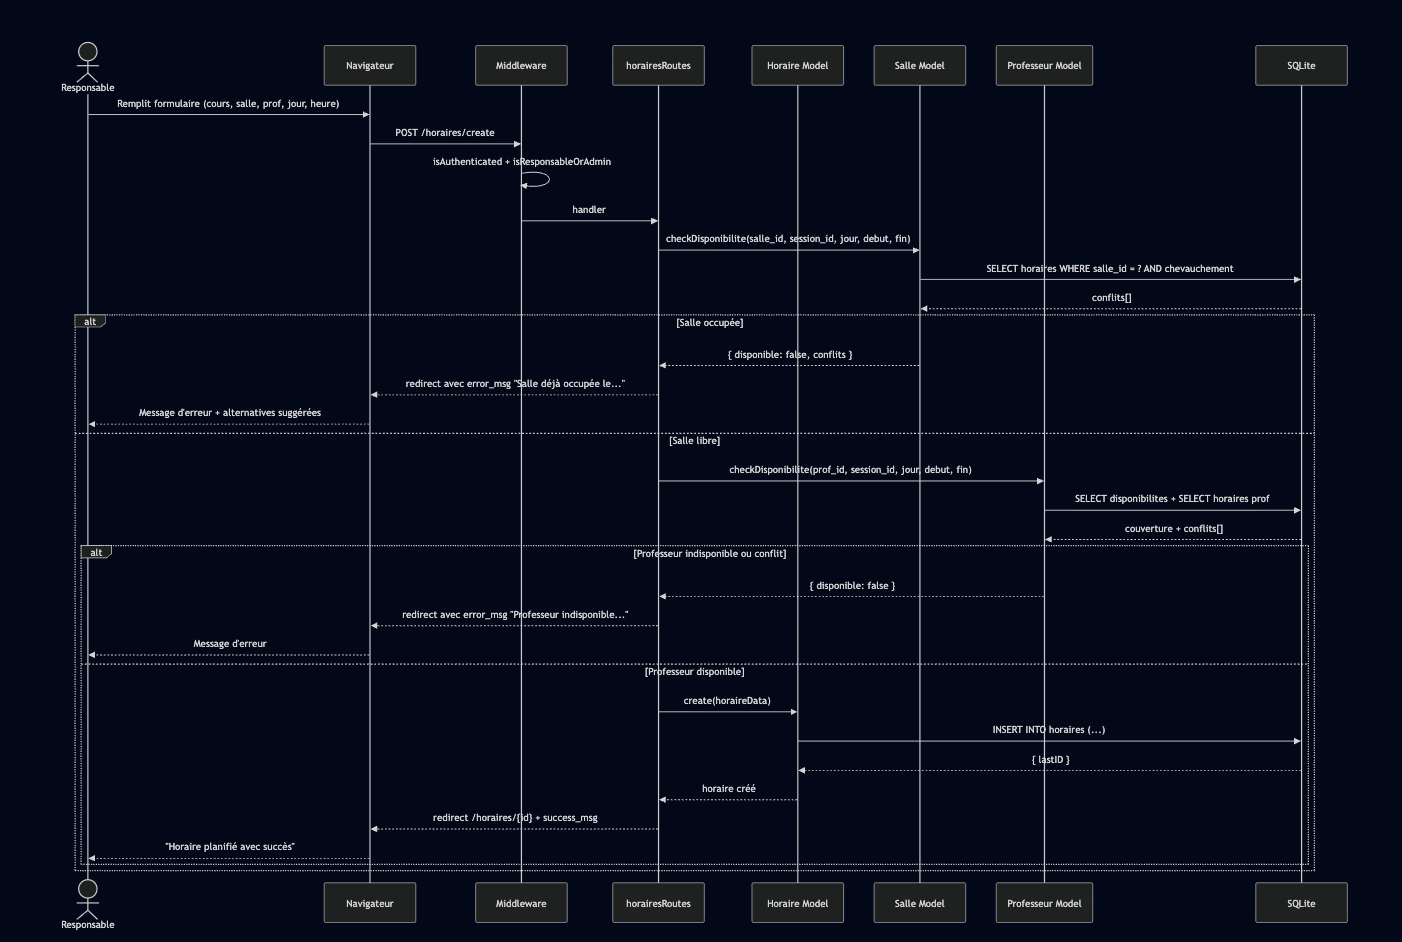 Responsable
Navigateur
Middleware
horairesRoutes
Horaire Model
Salle Model
Professeur Model
SQLite
Remplit formulaire (cours, salle, prof, jour, heure)
POST /horaires/create
isAuthenticated + isResponsableOrAdmin
handler
checkDisponibilite(salle_id, session_id, jour, debut, fin)
SELECT horaires WHERE salle_id = ? AND chevauchement
conflits[]
alt
[Salle occupée]
{ disponible: false, conflits }
redirect avec error_msg "Salle déjà occupée le..."
Message d'erreur + alternatives suggérées
[Salle libre]
checkDisponibilite(prof_id, session_id, jour, debut, fin)
SELECT disponibilites + SELECT horaires prof
couverture + conflits[]
alt
[Professeur indisponible ou conflit]
{ disponible: false }
redirect avec error_msg "Professeur indisponible..."
Message d'erreur
[Professeur disponible]
create(horaireData)
INSERT INTO horaires (...)
{ lastID }
horaire créé
redirect /horaires/{id} + success_msg
"Horaire planifié avec succès"
Responsable
Navigateur
Middleware
horairesRoutes
Horaire Model
Salle Model
Professeur Model
SQLite